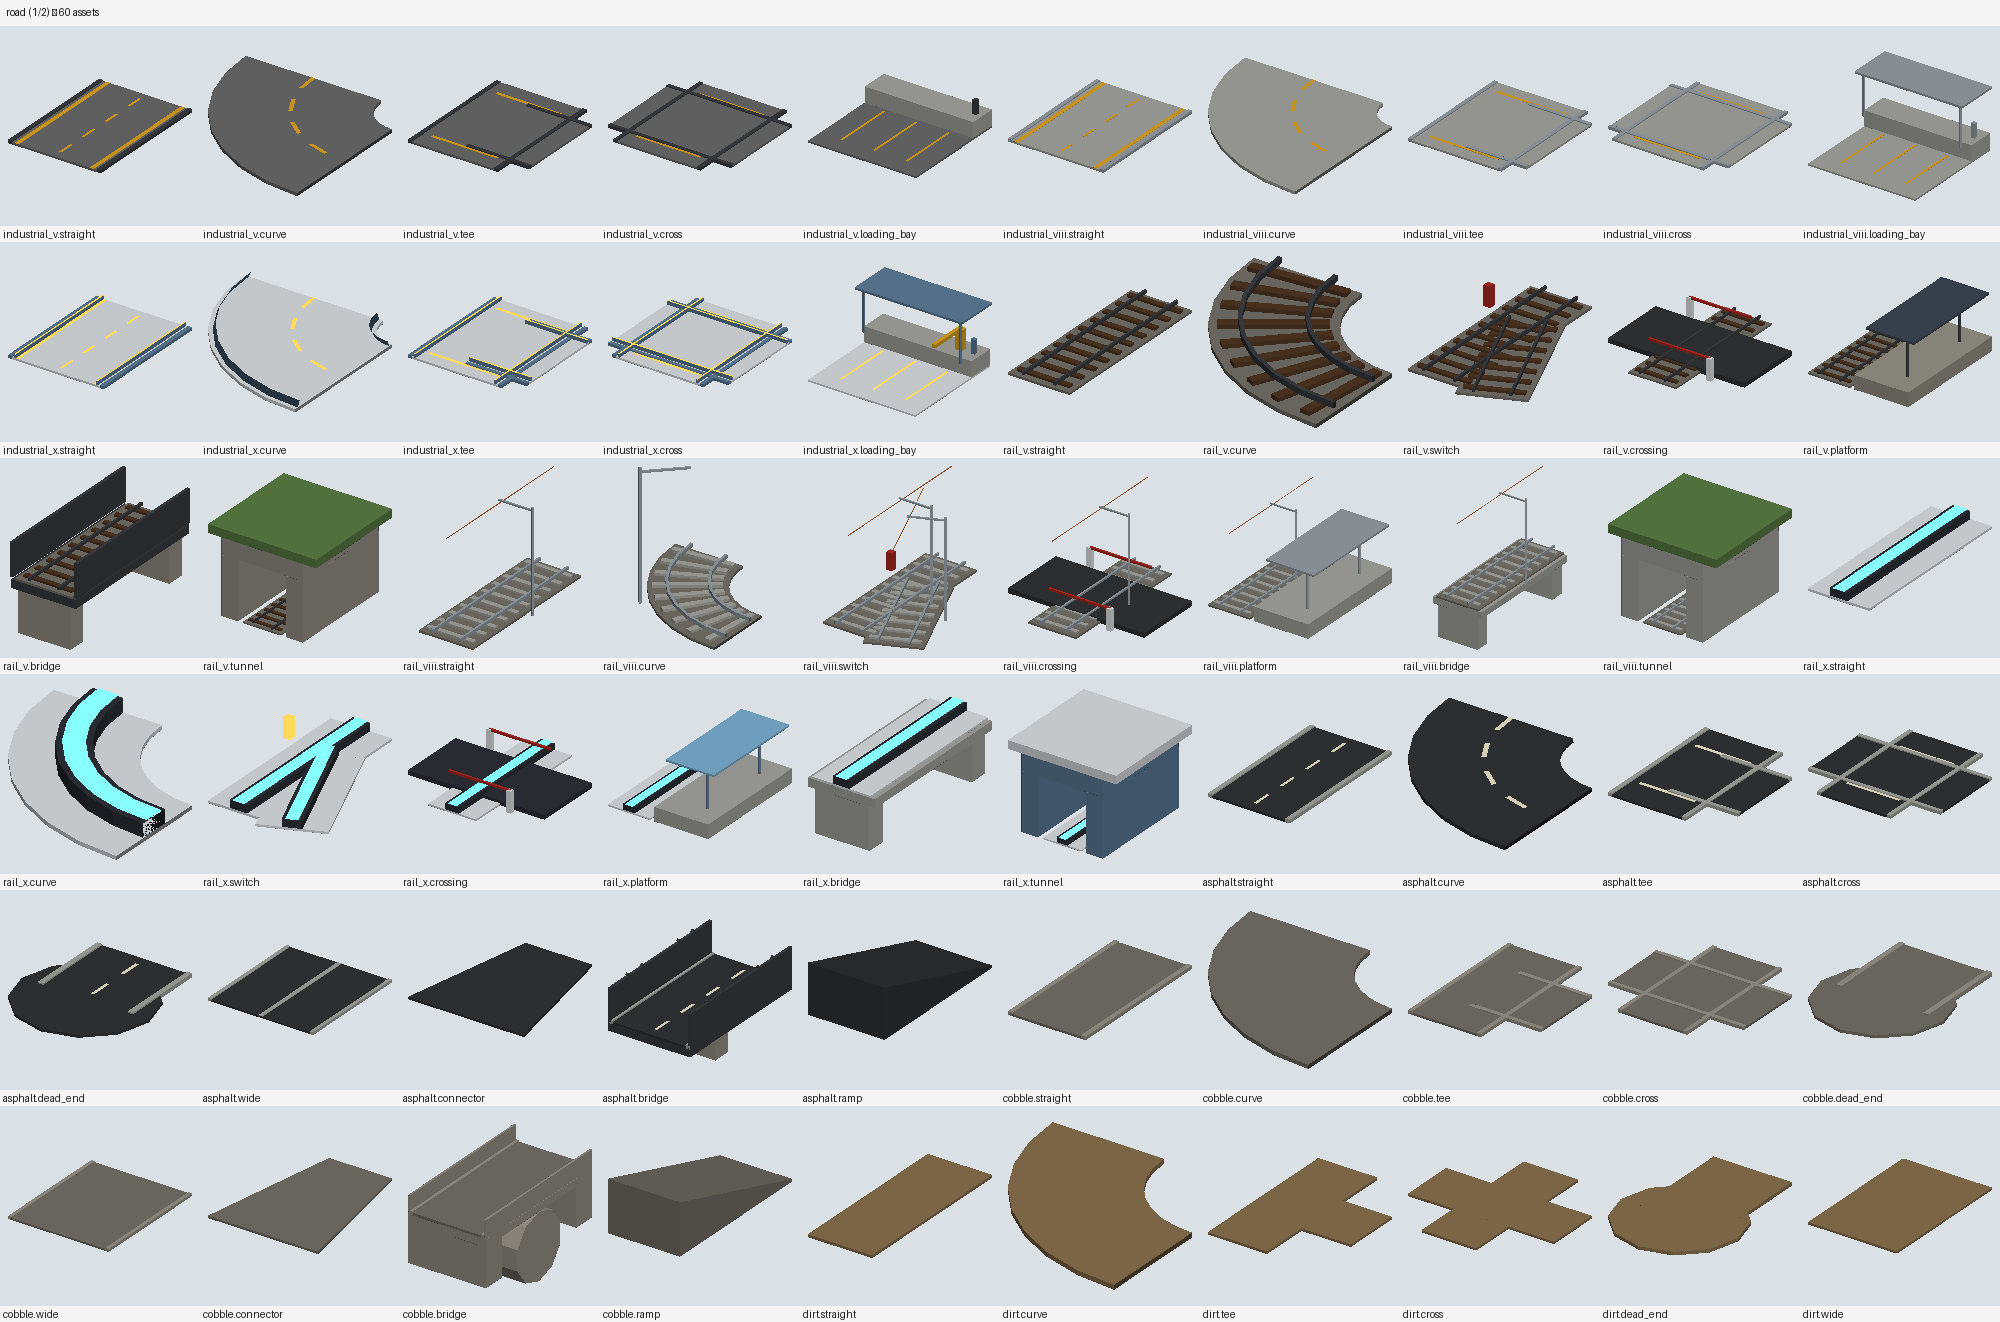 road (1/2) 60 assets
industrial_v.straight industrial_v.curve industrial_v.tee industrial_v.cross industrial_v.loading_bay industrial_viii.straight industrial_viii.curve industrial_viii.tee industrial_viii.cross industrial_viii.loading_bay
industrial_x.straight industrial_x.curve industrial_x.tee industrial_x.cross industrial_x.loading_bay rail_v.straight rail_v.curve rail_v.switch rail_v.crossing rail_v.platform
rail_v.bridge rail_v.tunnel rail_viii.straight rail_viii.curve rail_viii.switch rail_viii.crossing rail_viii.platform rail_viii.bridge rail_viii.tunnel rail_x.straight
rail_x.curve rail_x.switch rail_x.crossing rail_x.platform rail_x.bridge rail_x.tunnel asphalt.straight asphalt.curve asphalt.tee asphalt.cross
asphalt.dead_end asphalt.wide asphalt.connector asphalt.bridge asphalt.ramp cobble.straight cobble.curve cobble.tee cobble.cross cobble.dead_end
cobble.wide cobble.connector cobble.bridge cobble.ramp dirt.straight dirt.curve dirt.tee dirt.cross dirt.dead_end dirt.wide